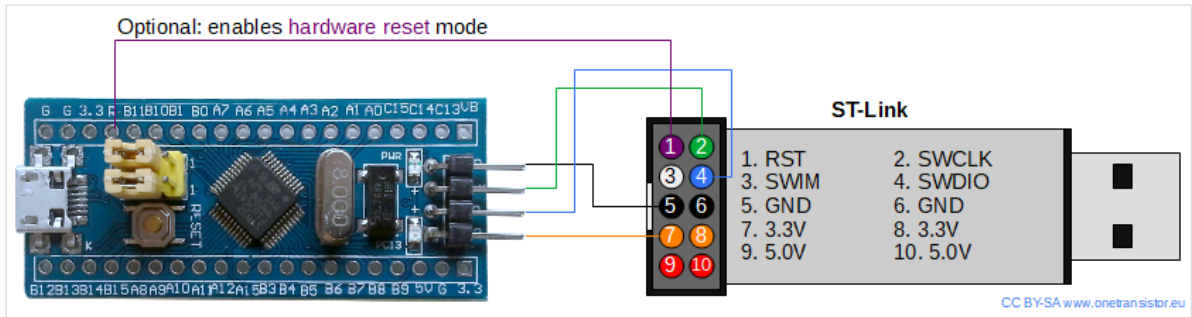 Optional: enables hardware reset mode
G G 3.3 R B11 B10 B1 B0 A7 A6 A5 A4 A3 A2 A1 A0 C15 C14 C13 VB
PWR
1
1
8.000
RESET
K
PC13
B12 B13 B14 B15 A8 A9 A10 A11 A12 A15 B3 B4 B5 B6 B7 B8 B9 5V G 3.3
ST-Link
1 2
3 4
5 6
7 8
9 10
1. RST 2. SWCLK
3. SWIM 4. SWDIO
5. GND 6. GND
7. 3.3V 8. 3.3V
9. 5.0V 10. 5.0V
CC BY-SA www.onetransistor.eu